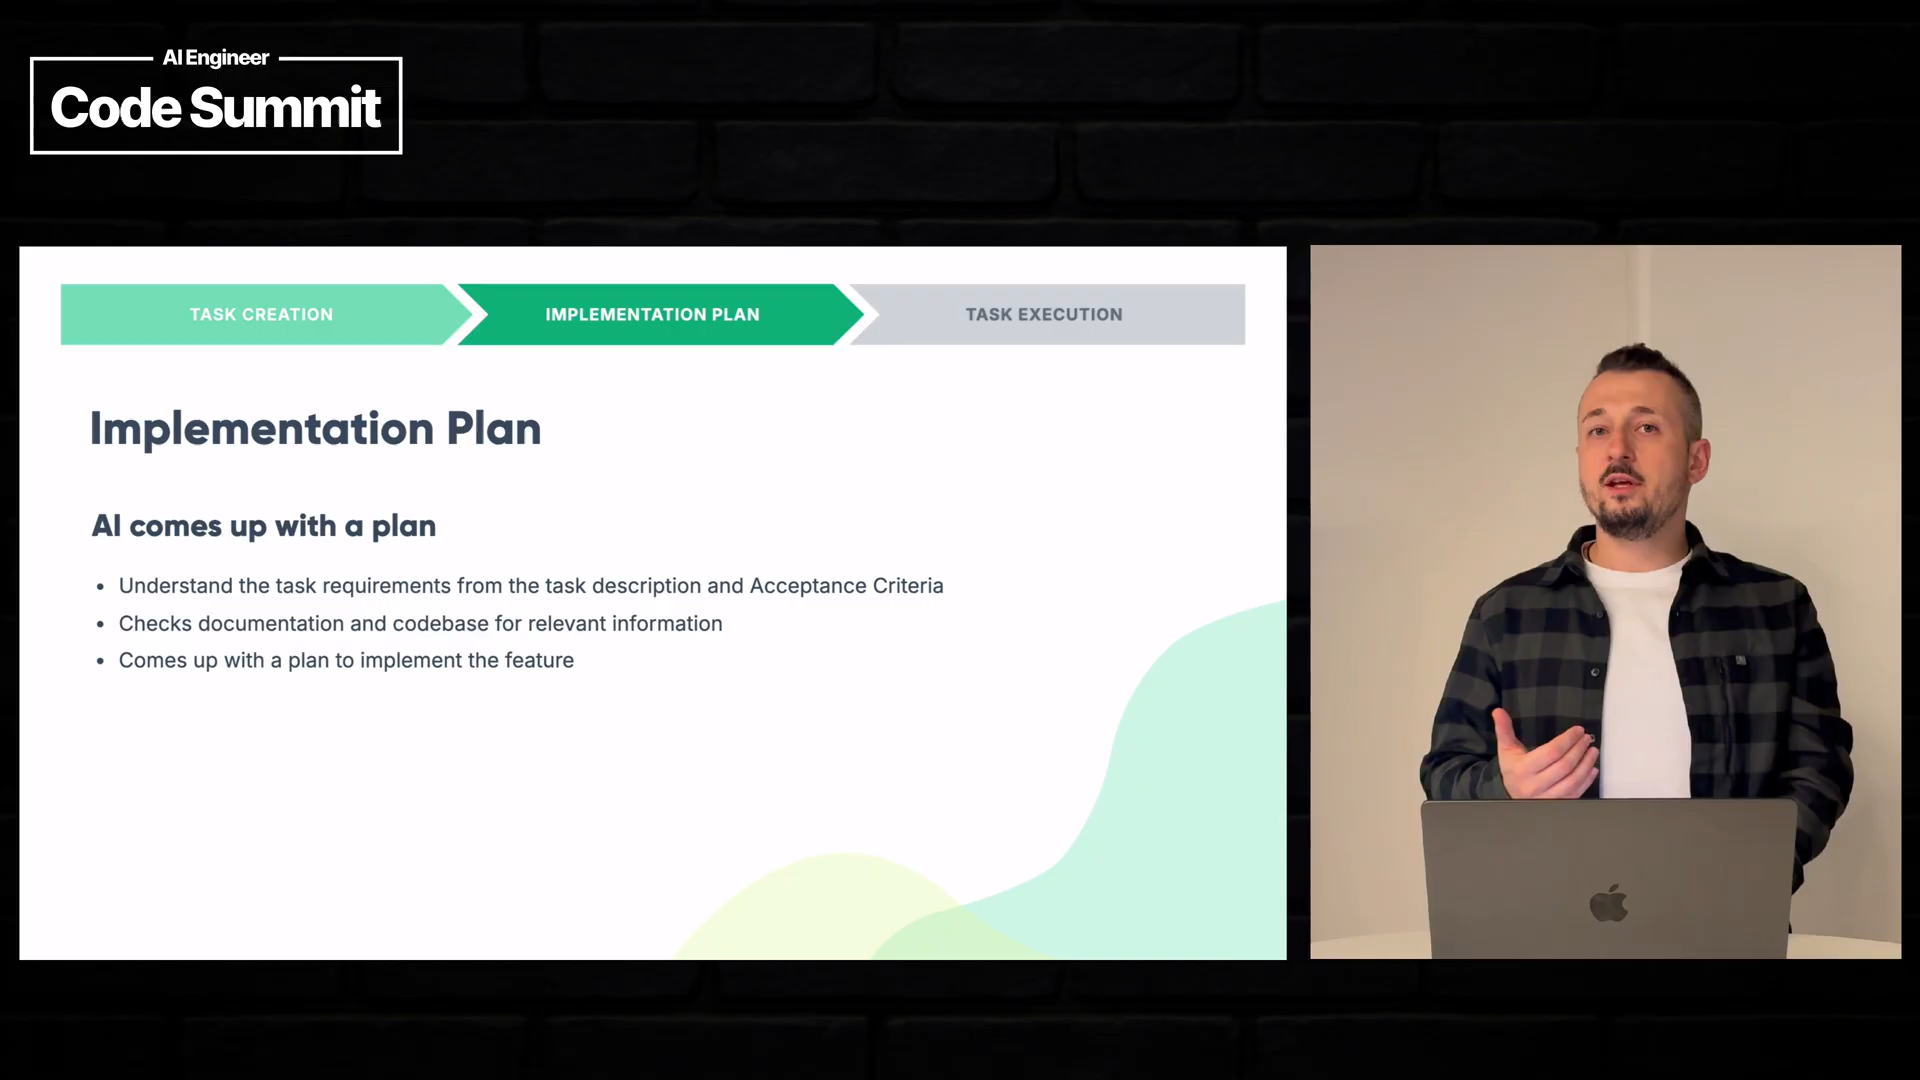 AI Engineer
Code Summit
TASK CREATION
IMPLEMENTATION PLAN
TASK EXECUTION
Implementation Plan
AI comes up with a plan
• Understand the task requirements from the task description and Acceptance Criteria
• Checks documentation and codebase for relevant information
• Comes up with a plan to implement the feature